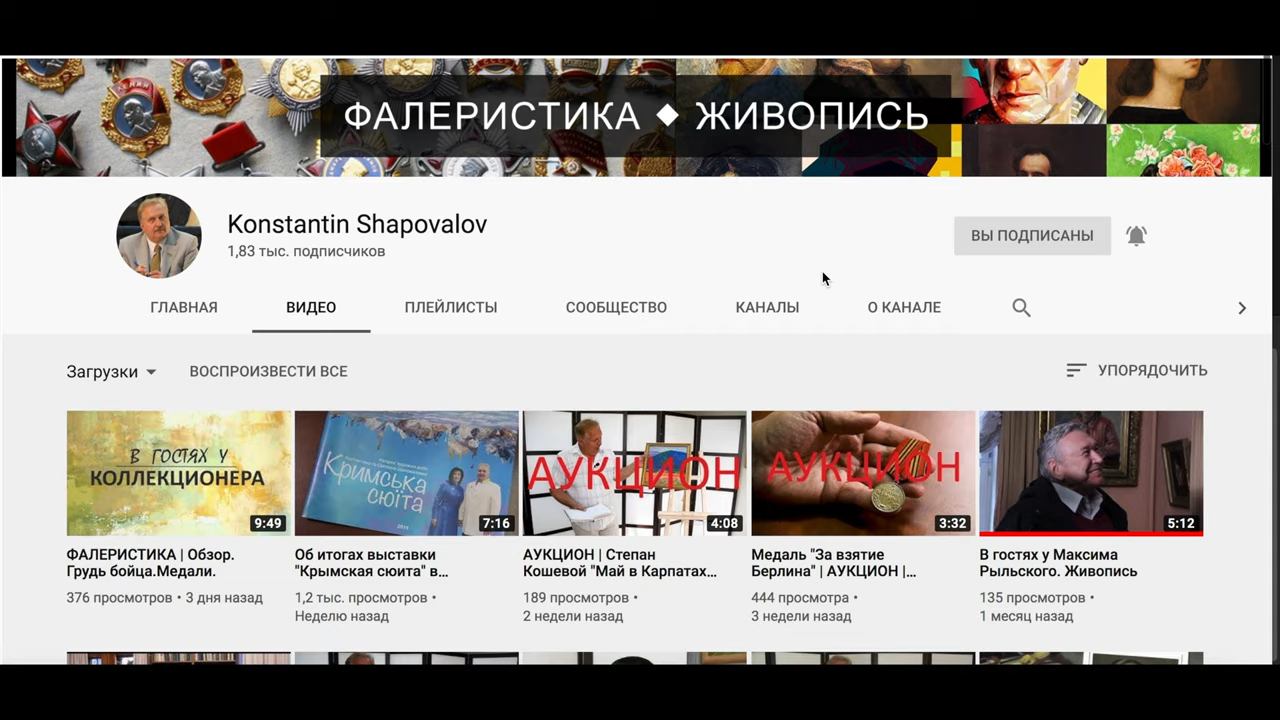 ФАЛЕРИСТИКА ◆ ЖИВОПИСЬ
Konstantin Shapovalov
1,83 тыс. подписчиков
ВЫ ПОДПИСАНЫ
ГЛАВНАЯ ВИДЕО ПЛЕЙЛИСТЫ СООБЩЕСТВО КАНАЛЫ О КАНАЛЕ
Загрузки ВОСПРОИЗВЕСТИ ВСЕ УПОРЯДОЧИТЬ
В ГОСТЯХ У
КОЛЛЕКЦИОНЕРА
9:49
ФАЛЕРИСТИКА | Обзор.
Грудь бойца.Медали.
376 просмотров • 3 дня назад
Кримська
сюїта
7:16
Об итогах выставки
"Крымская сюита" в...
1,2 тыс. просмотров •
Неделю назад
АУКЦИОН
4:08
АУКЦИОН | Степан
Кошевой "Май в Карпатах...
189 просмотров •
2 недели назад
АУКЦИОН
3:32
Медаль "За взятие
Берлина" | АУКЦИОН |...
444 просмотра •
3 недели назад
5:12
В гостях у Максима
Рыльского. Живопись
135 просмотров •
1 месяц назад